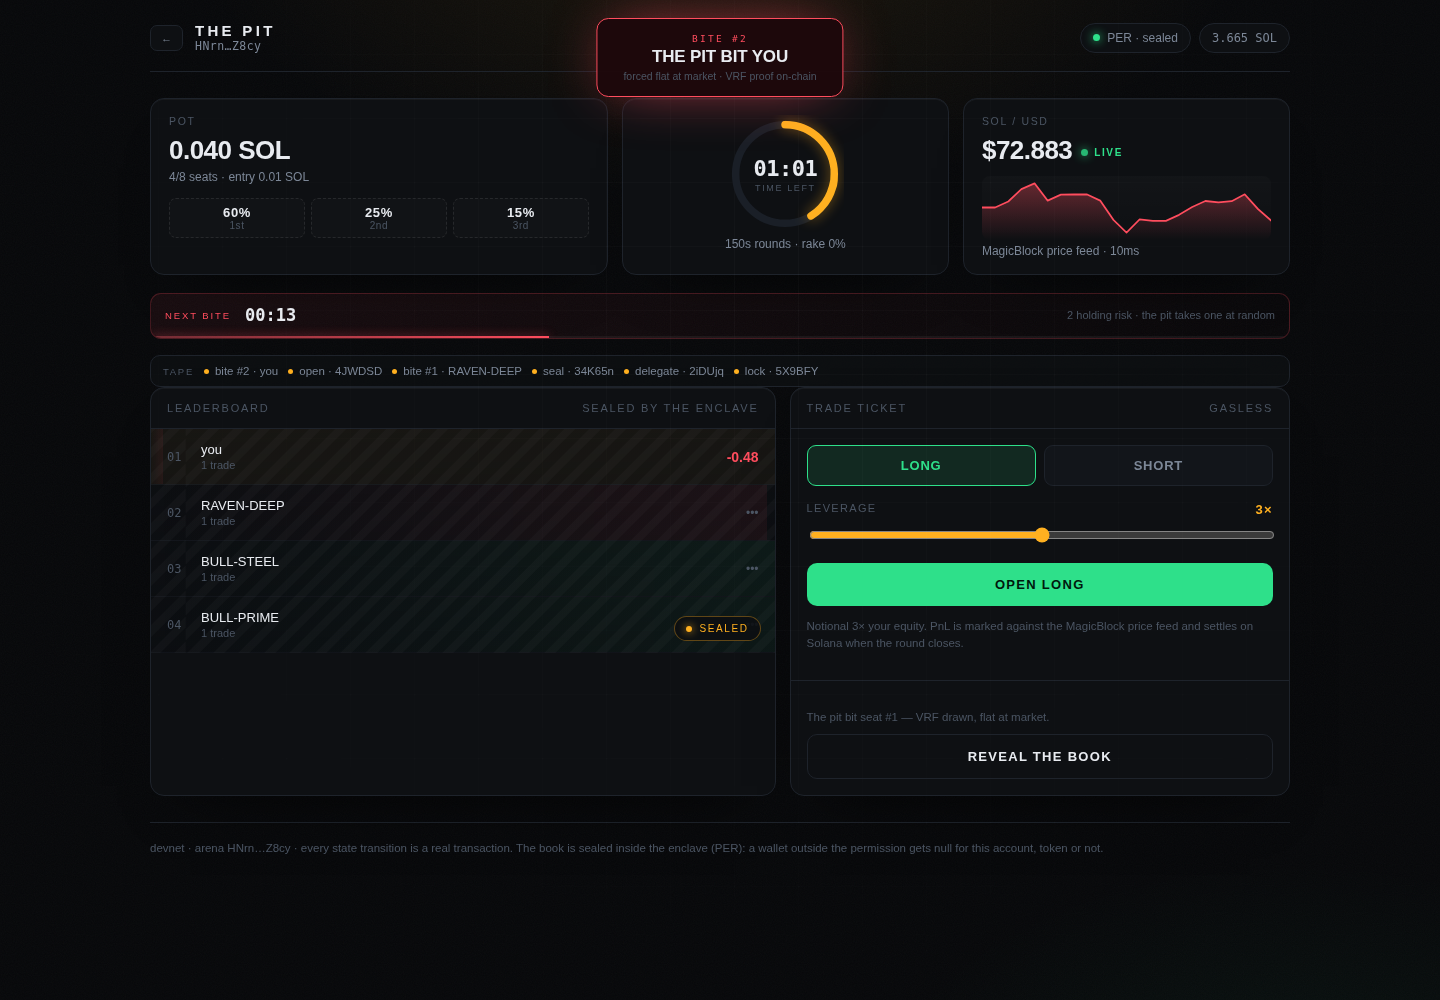 ←
THE PIT
HNrn…Z8cy
BITE #2
THE PIT BIT YOU
forced flat at market · VRF proof on-chain
PER · sealed
3.665 SOL
POT
0.040 SOL
4/8 seats · entry 0.01 SOL
60%
1st
25%
2nd
15%
3rd
01:01
TIME LEFT
150s rounds · rake 0%
SOL / USD
$72.883 LIVE
MagicBlock price feed · 10ms
NEXT BITE 00:13
2 holding risk · the pit takes one at random
TAPE bite #2 · you open · 4JWDSD bite #1 · RAVEN-DEEP seal · 34K65n delegate · 2iDUjq lock · 5X9BFY
LEADERBOARD
SEALED BY THE ENCLAVE
01
you
1 trade
-0.48
02
RAVEN-DEEP
1 trade
•••
03
BULL-STEEL
1 trade
•••
04
BULL-PRIME
1 trade
SEALED
TRADE TICKET
GASLESS
LONG
SHORT
LEVERAGE
3×
OPEN LONG
Notional 3× your equity. PnL is marked against the MagicBlock price feed and settles on
Solana when the round closes.
The pit bit seat #1 — VRF drawn, flat at market.
REVEAL THE BOOK
devnet · arena HNrn…Z8cy · every state transition is a real transaction. The book is sealed inside the enclave (PER): a wallet outside the permission gets null for this account, token or not.